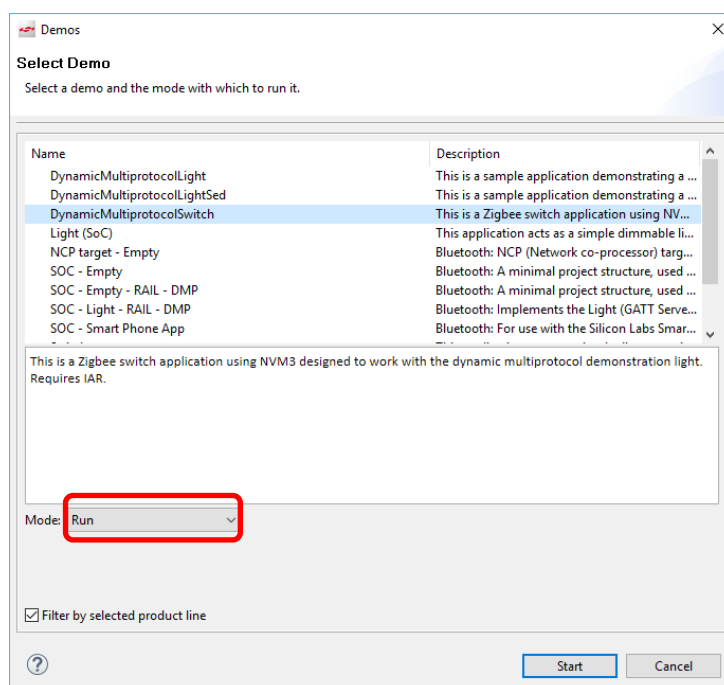 Demos
Select Demo
Select a demo and the mode with which to run it.
Name Description
DynamicMultiprotocolLight This is a sample application demonstrating a ...
DynamicMultiprotocolLightSed This is a sample application demonstrating a ...
DynamicMultiprotocolSwitch This is a Zigbee switch application using NV...
Light (SoC) This application acts as a simple dimmable li...
NCP target - Empty Bluetooth: NCP (Network co-processor) targ...
SOC - Empty Bluetooth: A minimal project structure, used ...
SOC - Empty - RAIL - DMP Bluetooth: A minimal project structure, used ...
SOC - Light - RAIL - DMP Bluetooth: Implements the Light (GATT Serve...
SOC - Smart Phone App Bluetooth: For use with the Silicon Labs Smar...
This is a Zigbee switch application using NVM3 designed to work with the dynamic multiprotocol demonstration light.
Requires IAR.
Mode: Run
Filter by selected product line
?
Start Cancel